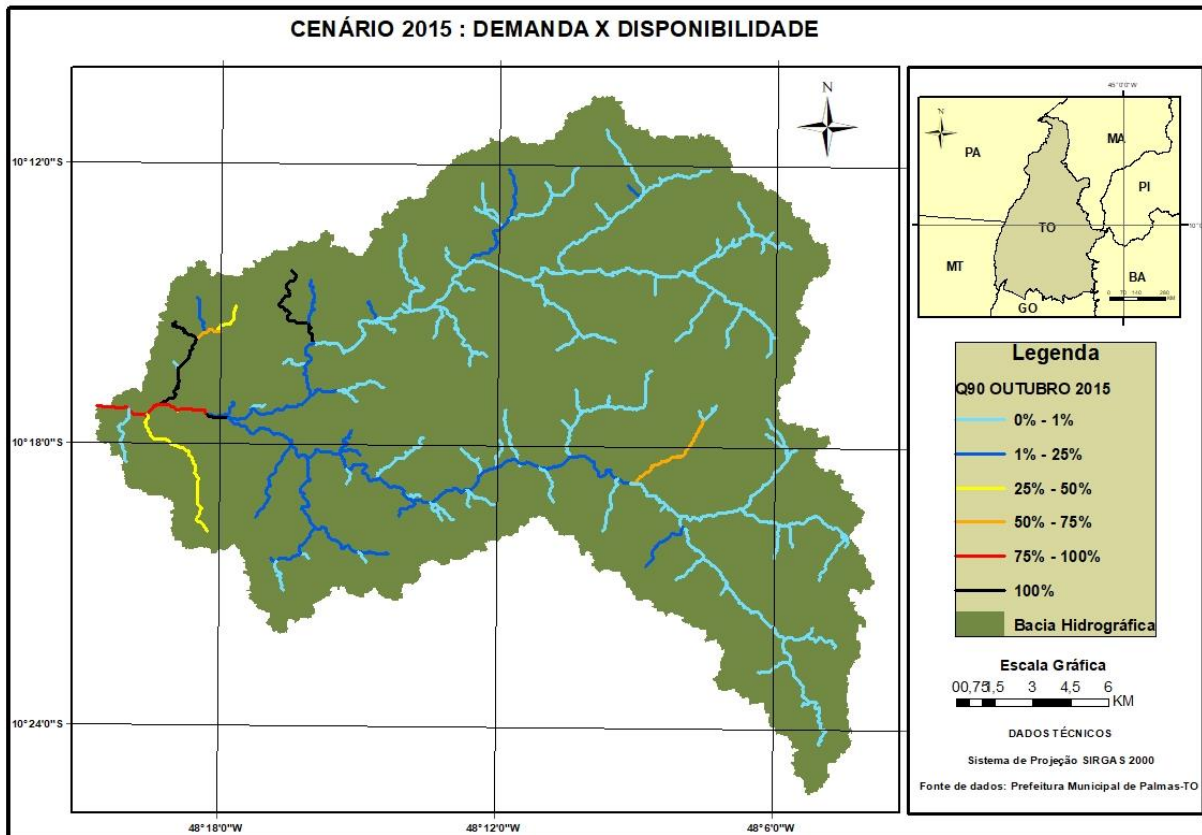 CENÁRIO 2015 : DEMANDA X DISPONIBILIDADE
N
10°12'0"S
10°18'0"S
10°24'0"S
48°18'0"W
48°12'0"W
48°6'0"W
N
PA
MA
PI
TO
MT
BA
GO
Legenda
Q90 OUTUBRO 2015
0% - 1%
1% - 25%
25% - 50%
50% - 75%
75% - 100%
100%
Bacia Hidrográfica
Escala Gráfica
00,751,5 3 4,5 6
KM
DADOS TÉCNICOS
Sistema de Projeção SIRGAS 2000
Fonte de dados: Prefeitura Municipal de Palmas-TO